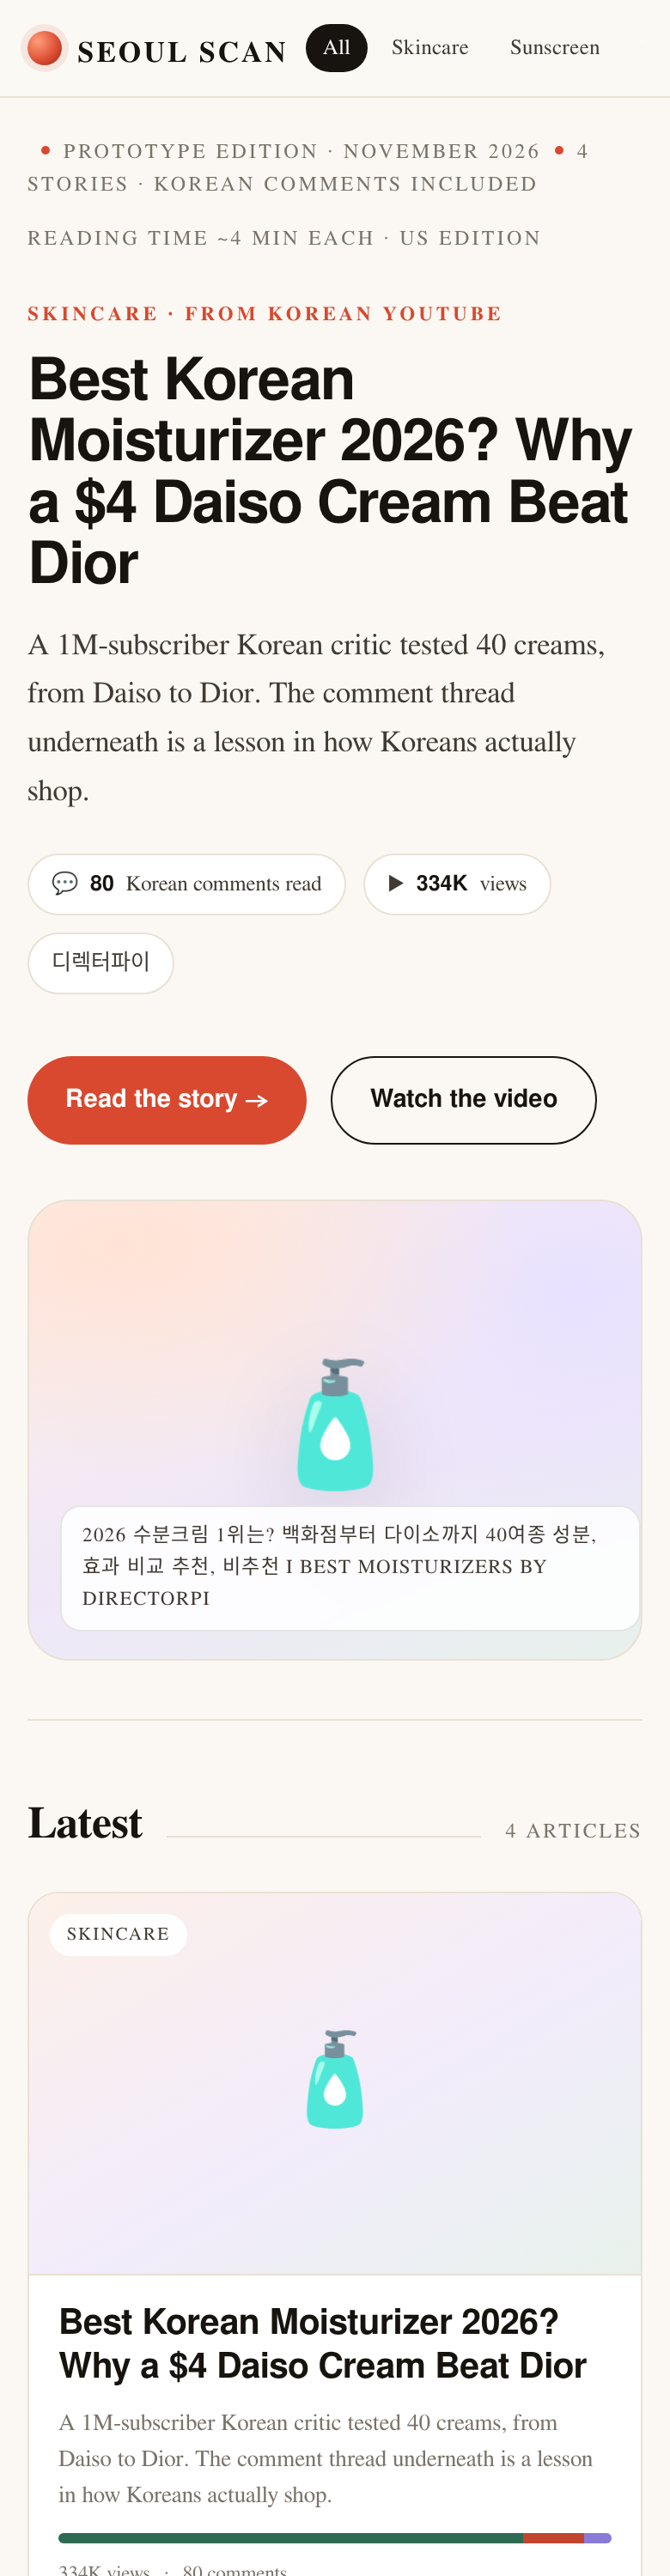 SEOUL SCAN All Skincare Sunscreen
PROTOTYPE EDITION · NOVEMBER 2026 • 4
STORIES · KOREAN COMMENTS INCLUDED
READING TIME ~4 MIN EACH · US EDITION
SKINCARE · FROM KOREAN YOUTUBE
Best Korean
Moisturizer 2026? Why
a $4 Daiso Cream Beat
Dior
A 1M-subscriber Korean critic tested 40 creams,
from Daiso to Dior. The comment thread
underneath is a lesson in how Koreans actually
shop.
💬 80 Korean comments read ▶ 334K views
디렉터파이
Read the story → Watch the video
2026 수분크림 1위는? 백화점부터 다이소까지 40여종 성분,
효과 비교 추천, 비추천 I BEST MOISTURIZERS BY
DIRECTORPI
Latest 4 ARTICLES
SKINCARE
Best Korean Moisturizer 2026?
Why a $4 Daiso Cream Beat Dior
A 1M-subscriber Korean critic tested 40 creams, from
Daiso to Dior. The comment thread underneath is a lesson
in how Koreans actually shop.
334K views · 80 comments